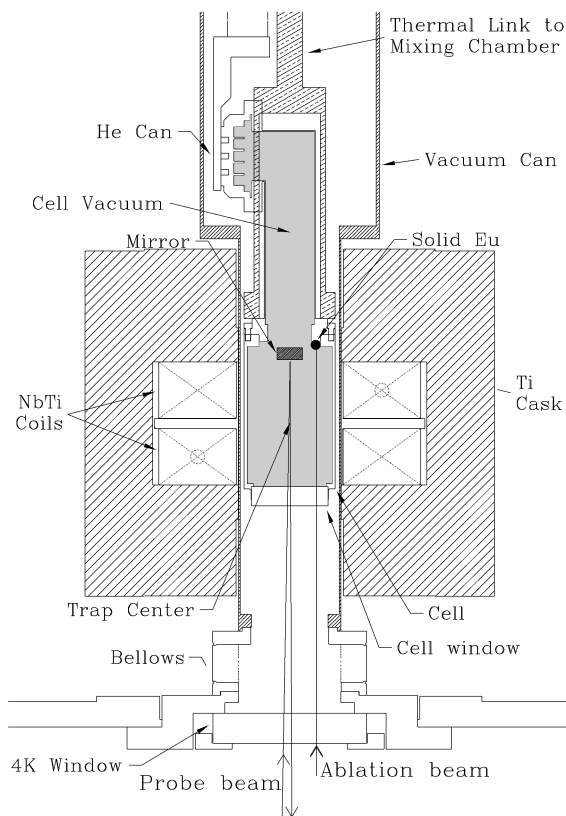 Thermal Link to
Mixing Chamber
He Can
Vacuum Can
Cell Vacuum
Mirror
Solid Eu
NbTi
Coils
Ti
Cask
Trap Center
Cell
Cell window
Bellows
4K Window
Probe beam
Ablation beam